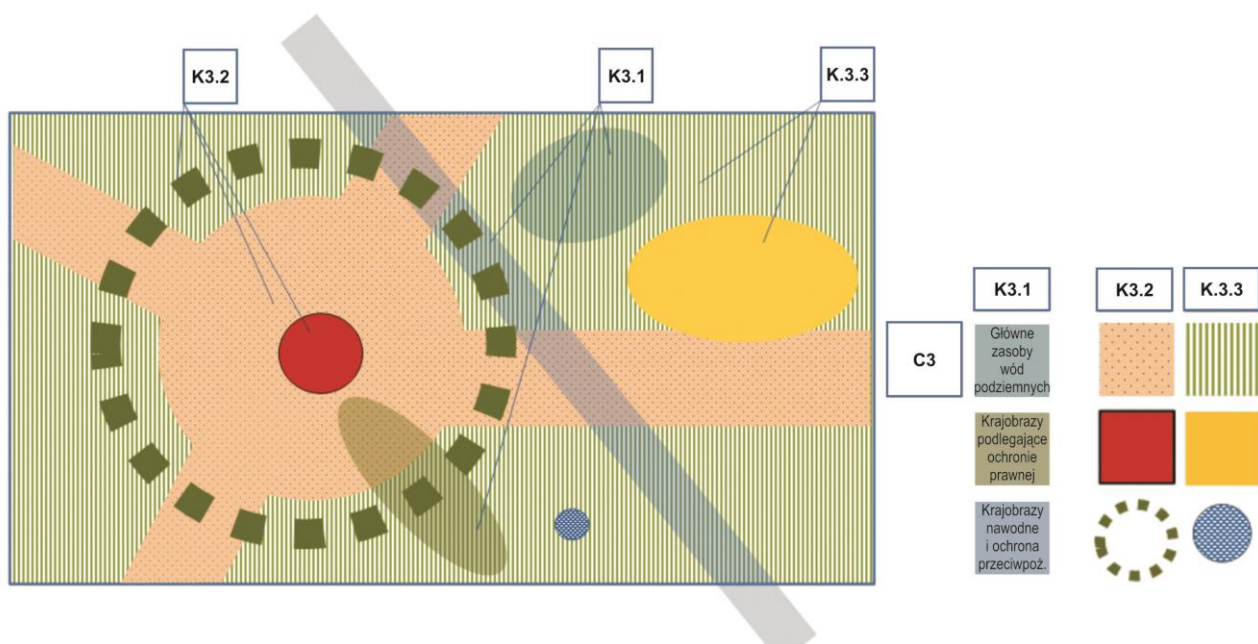 K3.2
K3.1
K.3.3
K3.1
K3.2
K.3.3
C3
Główne
zasoby
wód
podziemnych
Krajobrazy
podlegające
ochronie
prawnej
Krajobrazy
nawodne
i ochrona
przeciwpoż.